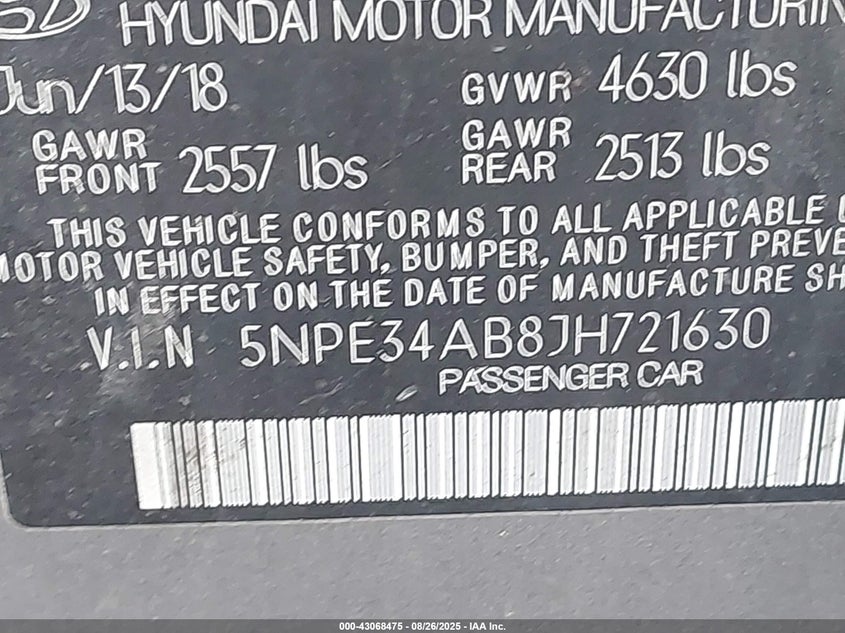 HYUNDAI MOTOR MANUFACTURIN
Jun/13/18 GVWR 4630 lbs
GAWR FRONT 2557 lbs GAWR REAR 2513 lbs
THIS VEHICLE CONFORMS TO ALL APPLICABLE
MOTOR VEHICLE SAFETY, BUMPER, AND THEFT PREVE
IN EFFECT ON THE DATE OF MANUFACTURE SH
V.I.N 5NPE34AB8JH721630
PASSENGER CAR
000-43068475 - 08/26/2025 - IAA Inc.